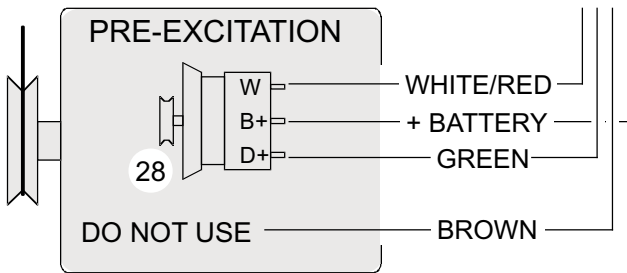 PRE-EXCITATION
W WHITE/RED
B+ + BATTERY
D+ GREEN
28
DO NOT USE BROWN